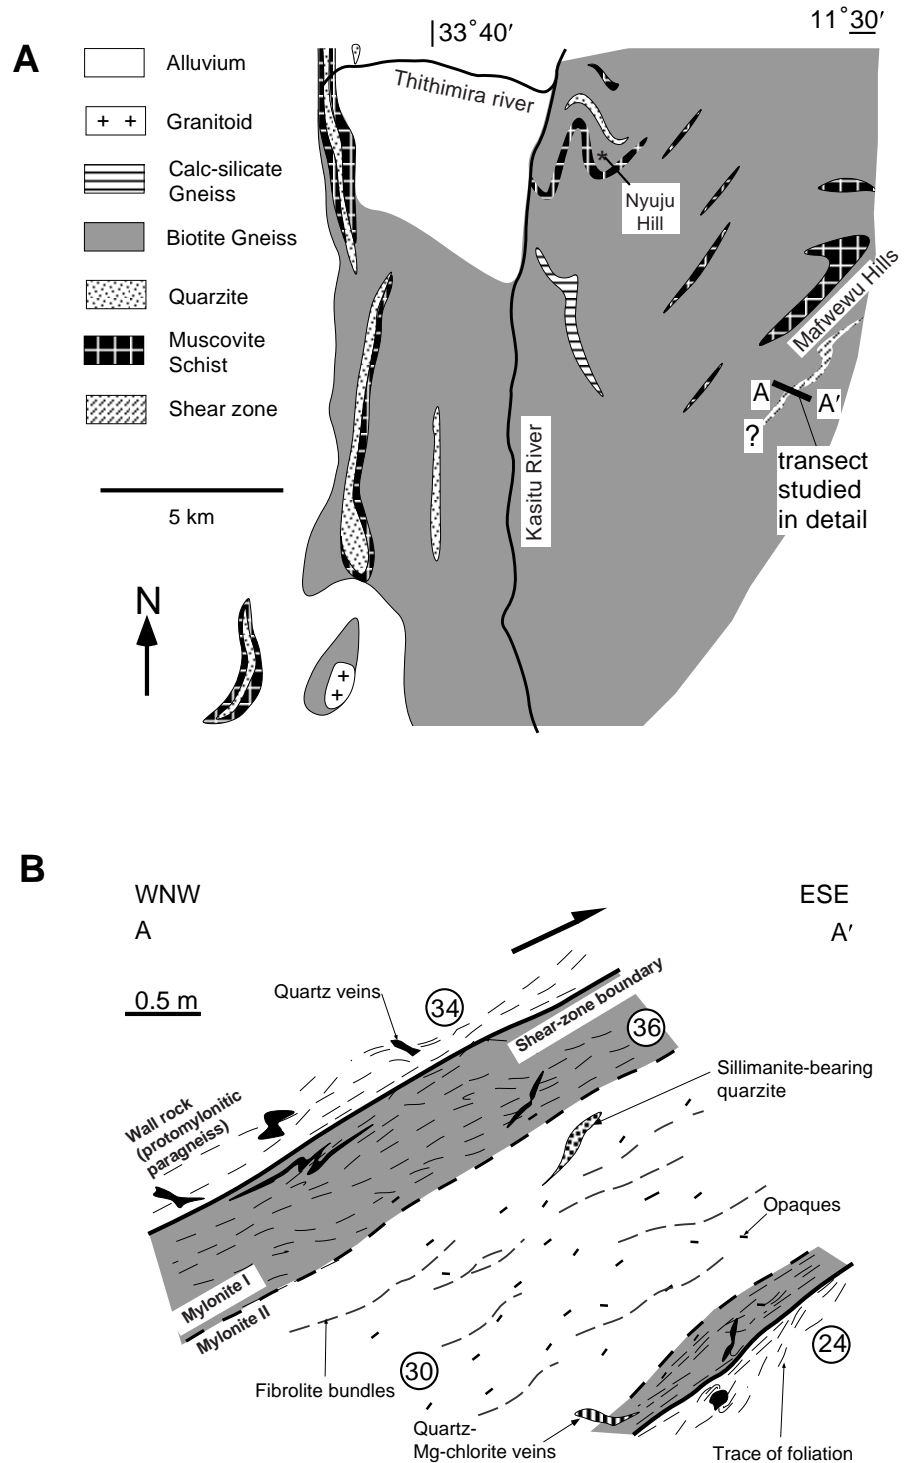 A
33˚40′
11˚30′
Alluvium
Granitoid
Calc-silicate
Gneiss
Biotite Gneiss
Quarzite
Muscovite
Schist
Shear zone
5 km
N
Thithimira river
Nyuju
Hill
Mafwewu Hills
Kasitu River
A
A′
?
transect
studied
in detail
B
WNW
ESE
A
A′
0.5 m
Quartz veins
34
Shear-zone boundary
36
Sillimanite-bearing
quarzite
Wall rock
(protomylonitic
paragneiss)
Opaques
Mylonite I
Mylonite II
24
30
Fibrolite bundles
Quartz-
Mg-chlorite veins
Trace of foliation